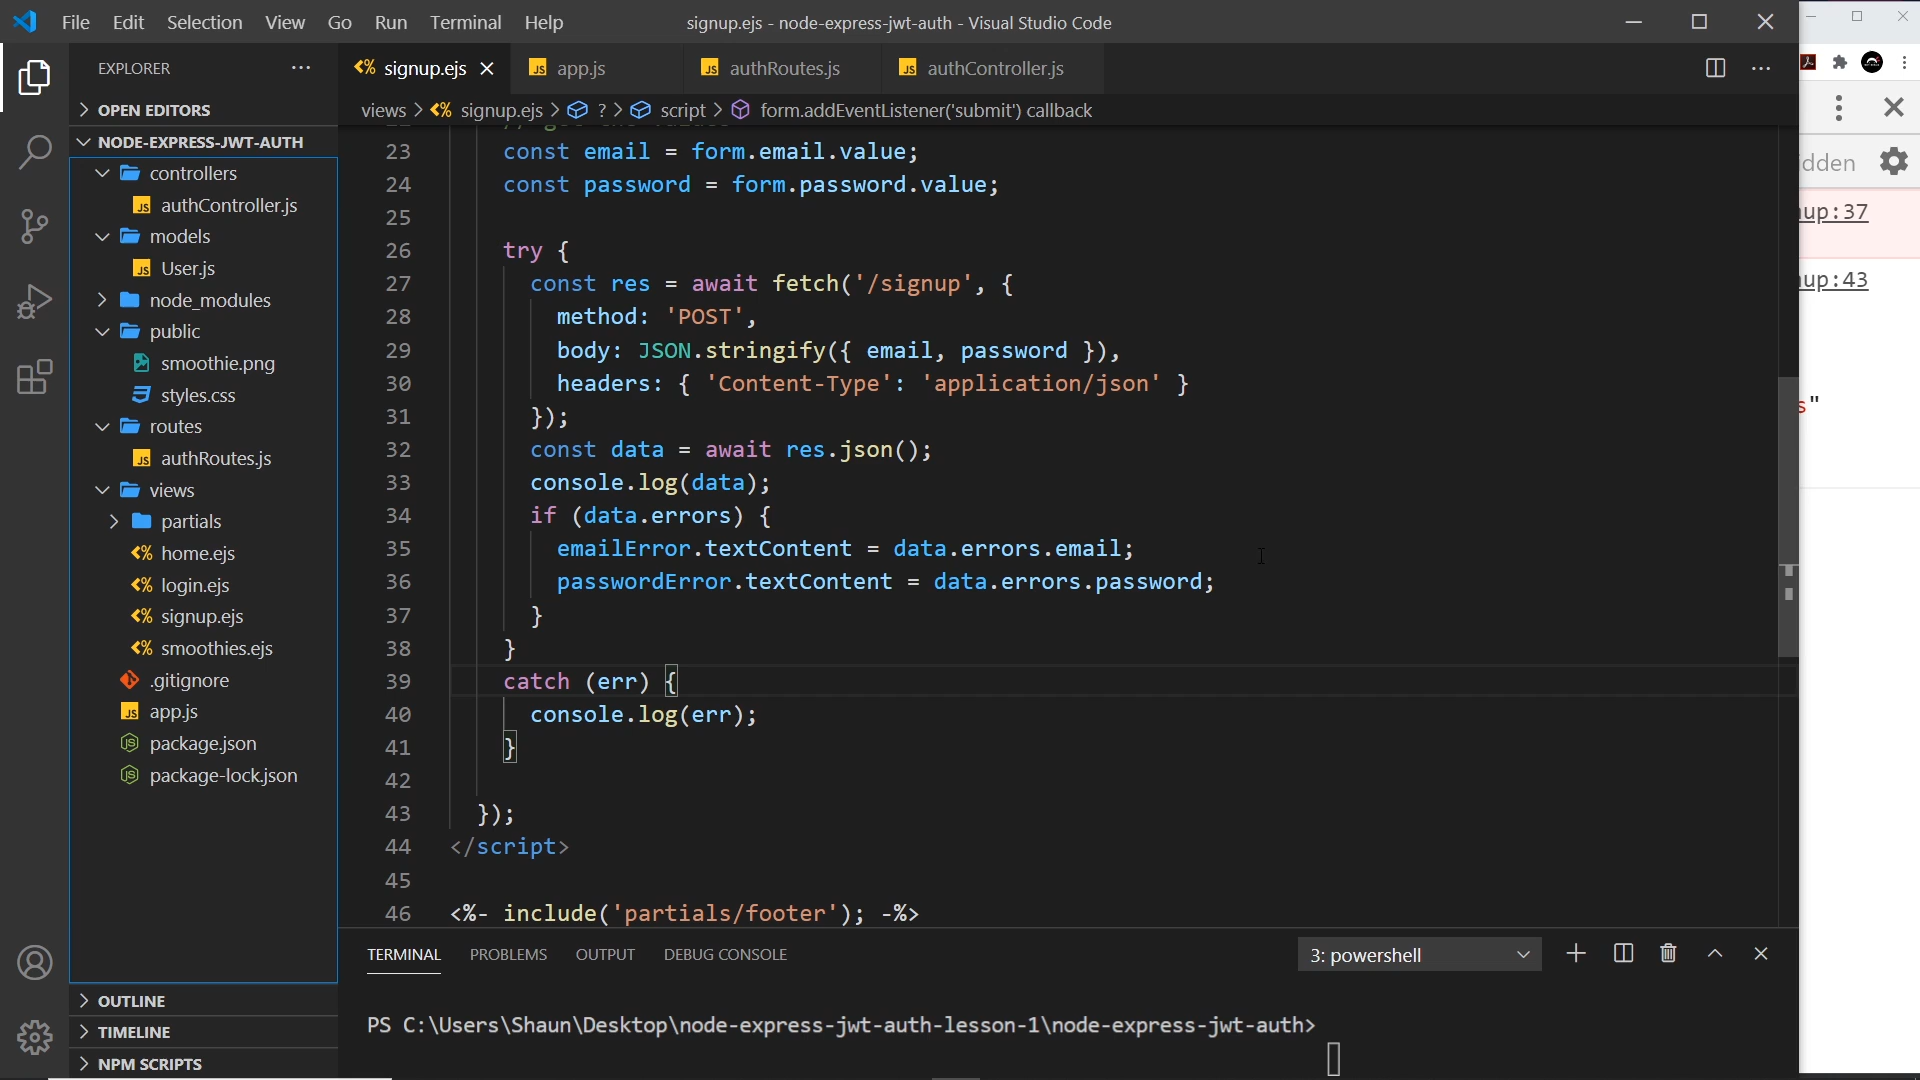 File Edit Selection View Go Run Terminal Help
signup.ejs - node-express-jwt-auth - Visual Studio Code
EXPLORER
OPEN EDITORS
NODE-EXPRESS-JWT-AUTH
controllers
authController.js
models
User.js
node_modules
public
smoothie.png
styles.css
routes
authRoutes.js
views
partials
home.ejs
login.ejs
signup.ejs
smoothies.ejs
.gitignore
app.js
package.json
package-lock.json
OUTLINE
TIMELINE
NPM SCRIPTS
signup.ejs app.js authRoutes.js authController.js
views > signup.ejs > ? > script > form.addEventListener('submit') callback
23 const email = form.email.value;
24 const password = form.password.value;
25
26 try {
27 const res = await fetch('/signup', {
28 method: 'POST',
29 body: JSON.stringify({ email, password }),
30 headers: { 'Content-Type': 'application/json' }
31 });
32 const data = await res.json();
33 console.log(data);
34 if (data.errors) {
35 emailError.textContent = data.errors.email;
36 passwordError.textContent = data.errors.password;
37 }
38 }
39 catch (err) {
40 console.log(err);
41 }
42
43 });
44 </script>
45
46 <%- include('partials/footer'); -%>
TERMINAL PROBLEMS OUTPUT DEBUG CONSOLE
3: powershell
PS C:\Users\Shaun\Desktop\node-express-jwt-auth-lesson-1\node-express-jwt-auth>
dden
up:37
up:43
s"